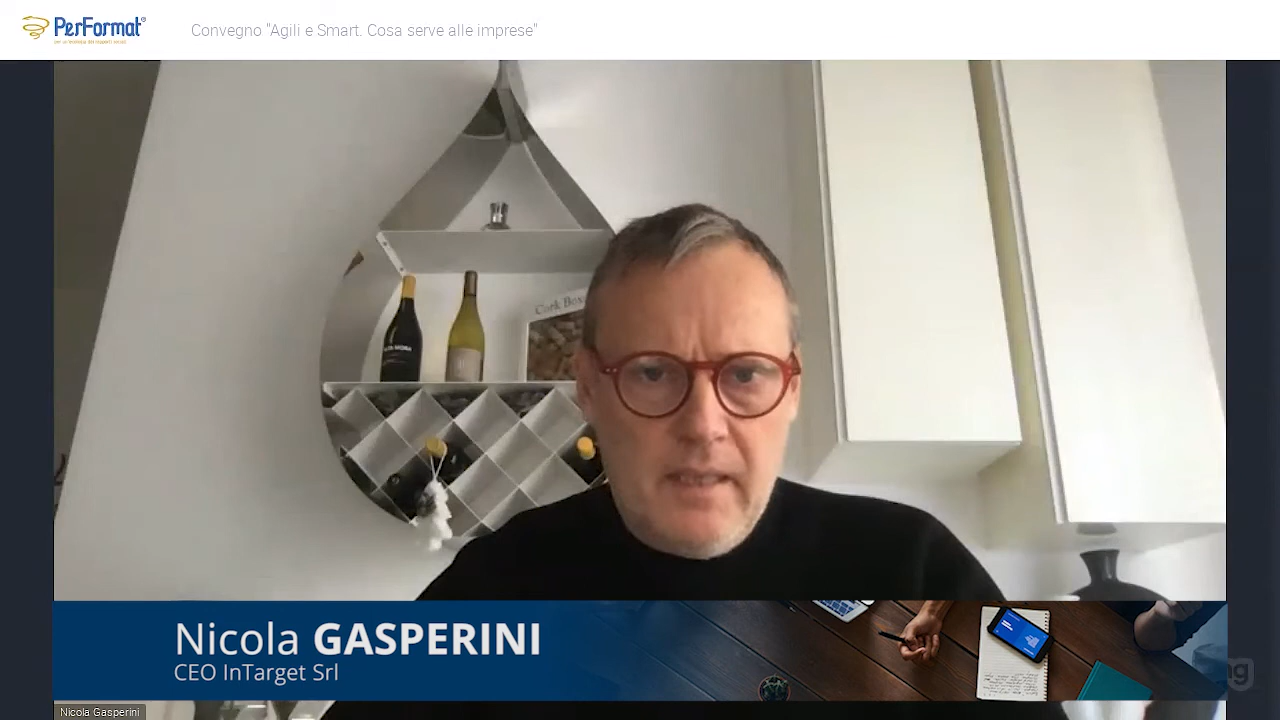 PerFormat®
Convegno "Agili e Smart. Cosa serve alle imprese"
Cork Box
Nicola GASPERINI
CEO InTarget Srl
Nicola Gasperini